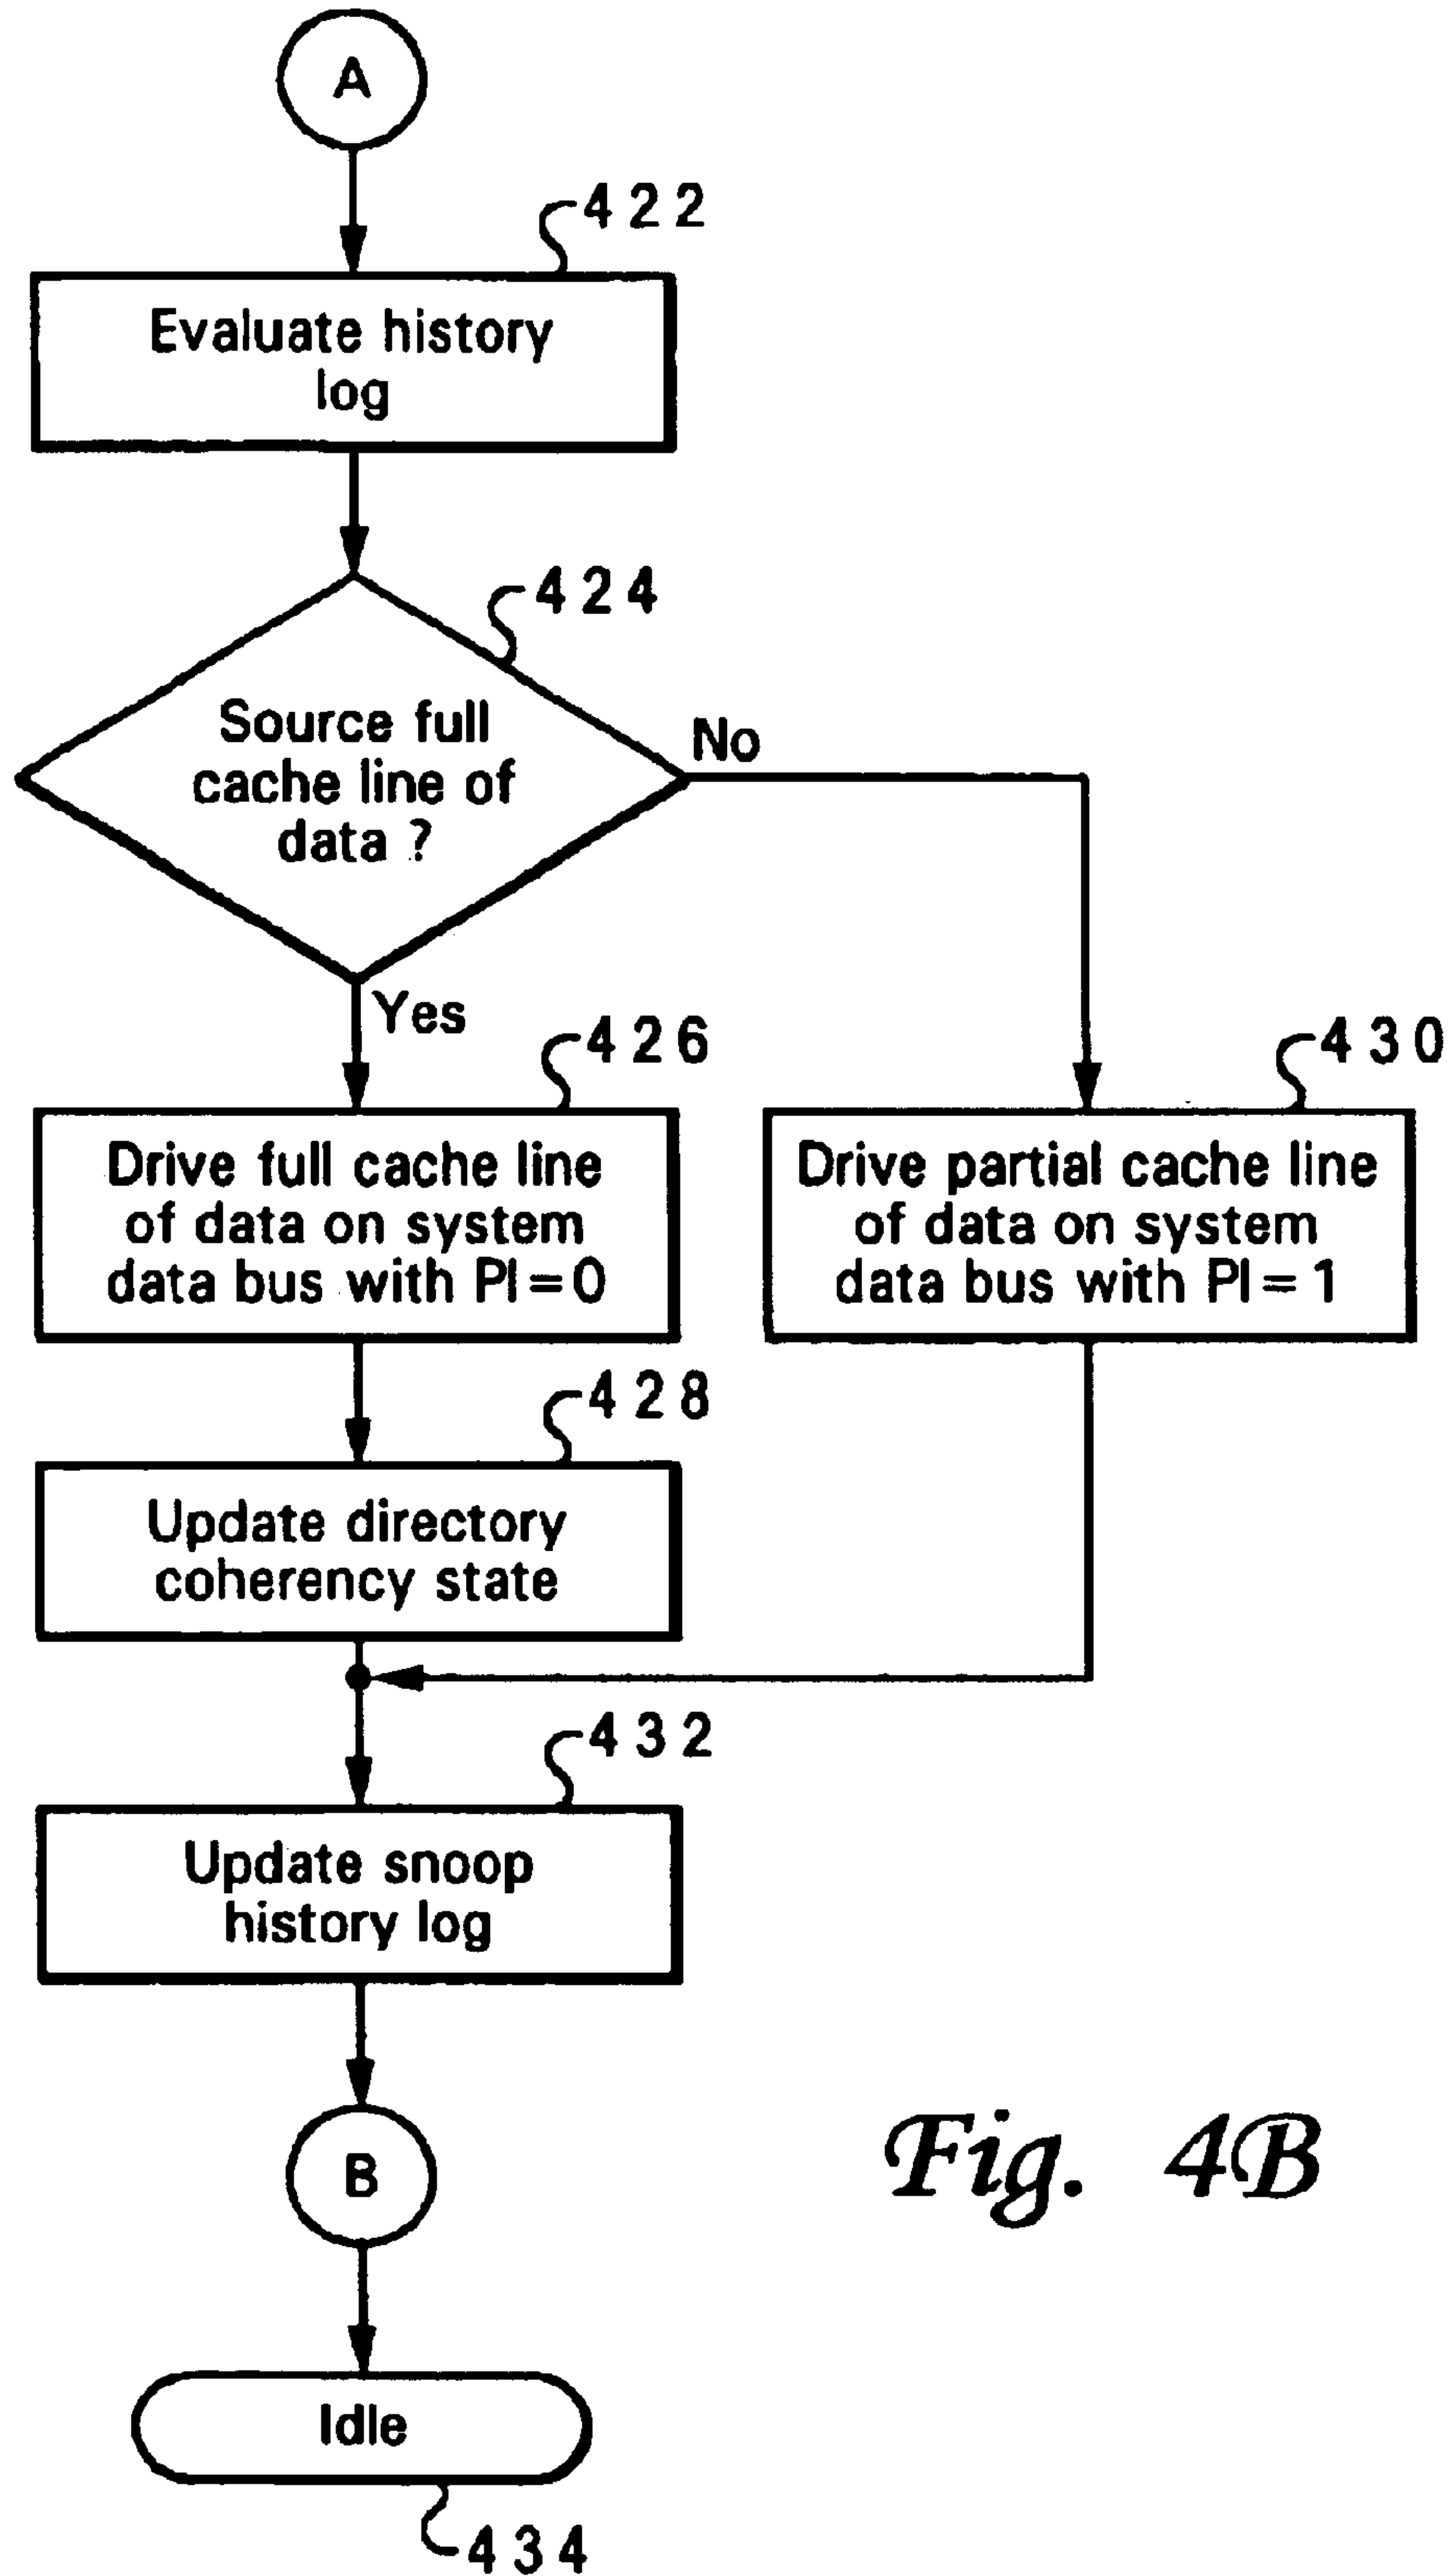 A
422
Evaluate history
log
424
Source full
cache line of
data ?
No
Yes
426
Drive full cache line
of data on system
data bus with PI=0
430
Drive partial cache line
of data on system
data bus with PI=1
428
Update directory
coherency state
432
Update snoop
history log
B
Idle
434
Fig. 4B